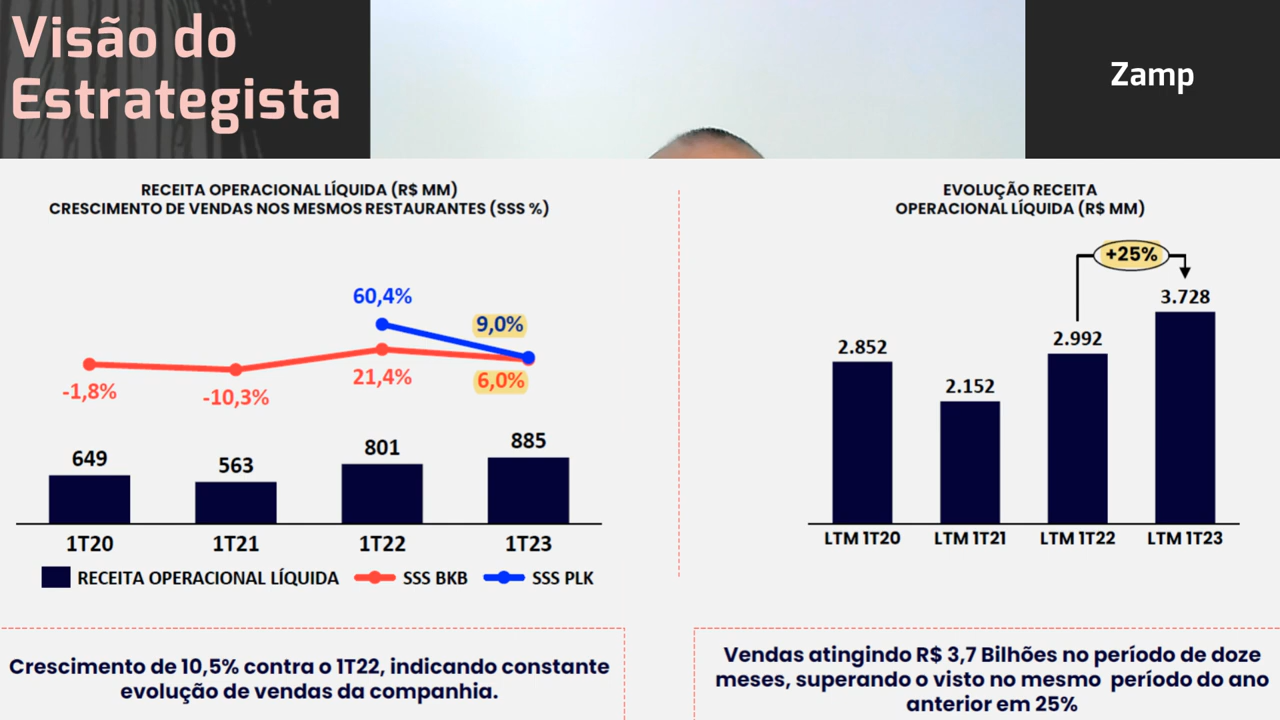 Visão do
Estrategista
Zamp
RECEITA OPERACIONAL LÍQUIDA (R$ MM)
CRESCIMENTO DE VENDAS NOS MESMOS RESTAURANTES (SSS %)
60,4%
9,0%
-1,8%
-10,3%
21,4%
6,0%
649
563
801
885
1T20
1T21
1T22
1T23
RECEITA OPERACIONAL LÍQUIDA
SSS BKB
SSS PLK
Crescimento de 10,5% contra o 1T22, indicando constante
evolução de vendas da companhia.
EVOLUÇÃO RECEITA
OPERACIONAL LÍQUIDA (R$ MM)
+25%
2.852
2.152
2.992
3.728
LTM 1T20
LTM 1T21
LTM 1T22
LTM 1T23
Vendas atingindo R$ 3,7 Bilhões no período de doze
meses, superando o visto no mesmo período do ano
anterior em 25%